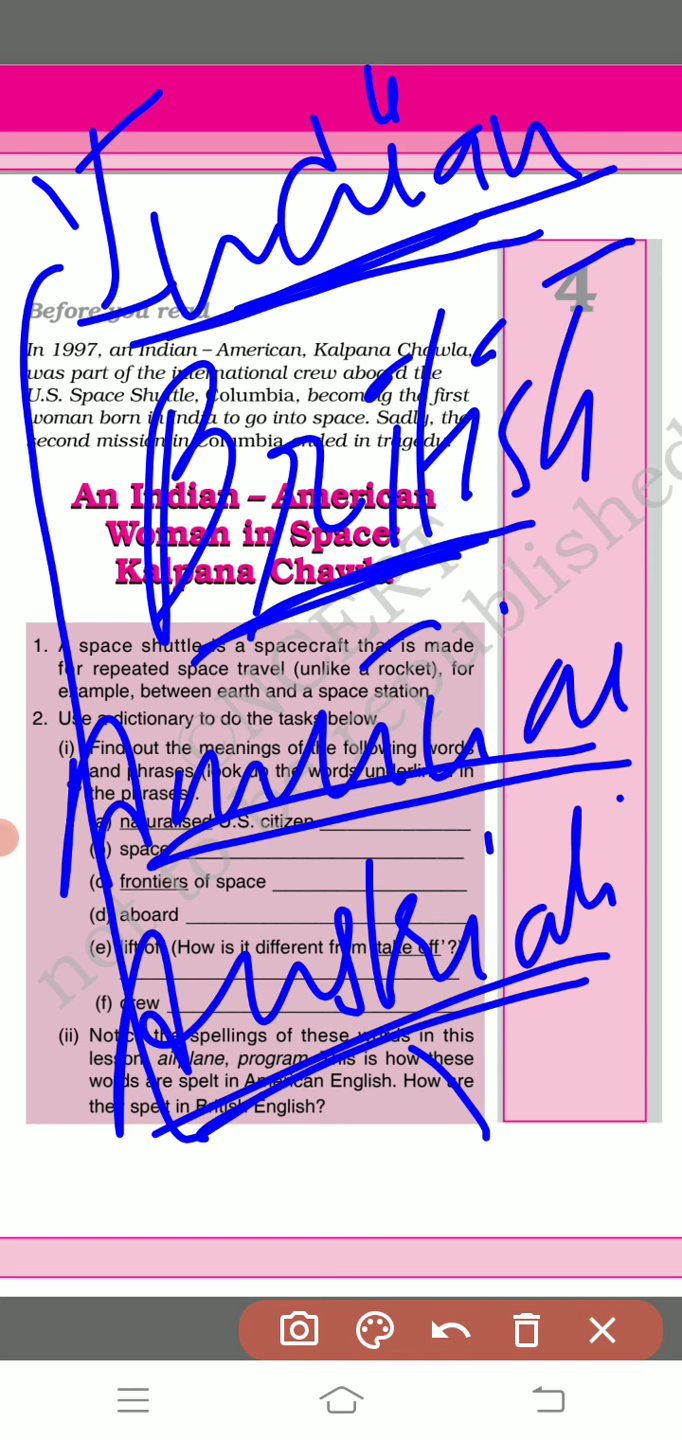 Indian
4
Before you read
In 1997, an Indian – American, Kalpana Chawla,
was part of the international crew aboard the
U.S. Space Shuttle, Columbia, becoming the first
woman born in India to go into space. Sadly, the
second mission in Columbia ended in tragedy.
British
An Indian – American
Woman in Space:
Kalpana Chawla
1. A space shuttle is a spacecraft that is made
for repeated space travel (unlike a rocket), for
example, between earth and a space station.
2. Use a dictionary to do the tasks below.
(i) Find out the meanings of the following words
and phrases (look up the words underlined in
the phrases).
(a) naturalised U.S. citizen
(b) space
(c) frontiers of space
(d) aboard
(e) lift off (How is it different from ‘take off’?)
(f) crew
(ii) Notice the spellings of these words in this
lesson: airplane, program. This is how these
words are spelt in American English. How are
they spelt in British English?
© NCERT
not to be republished